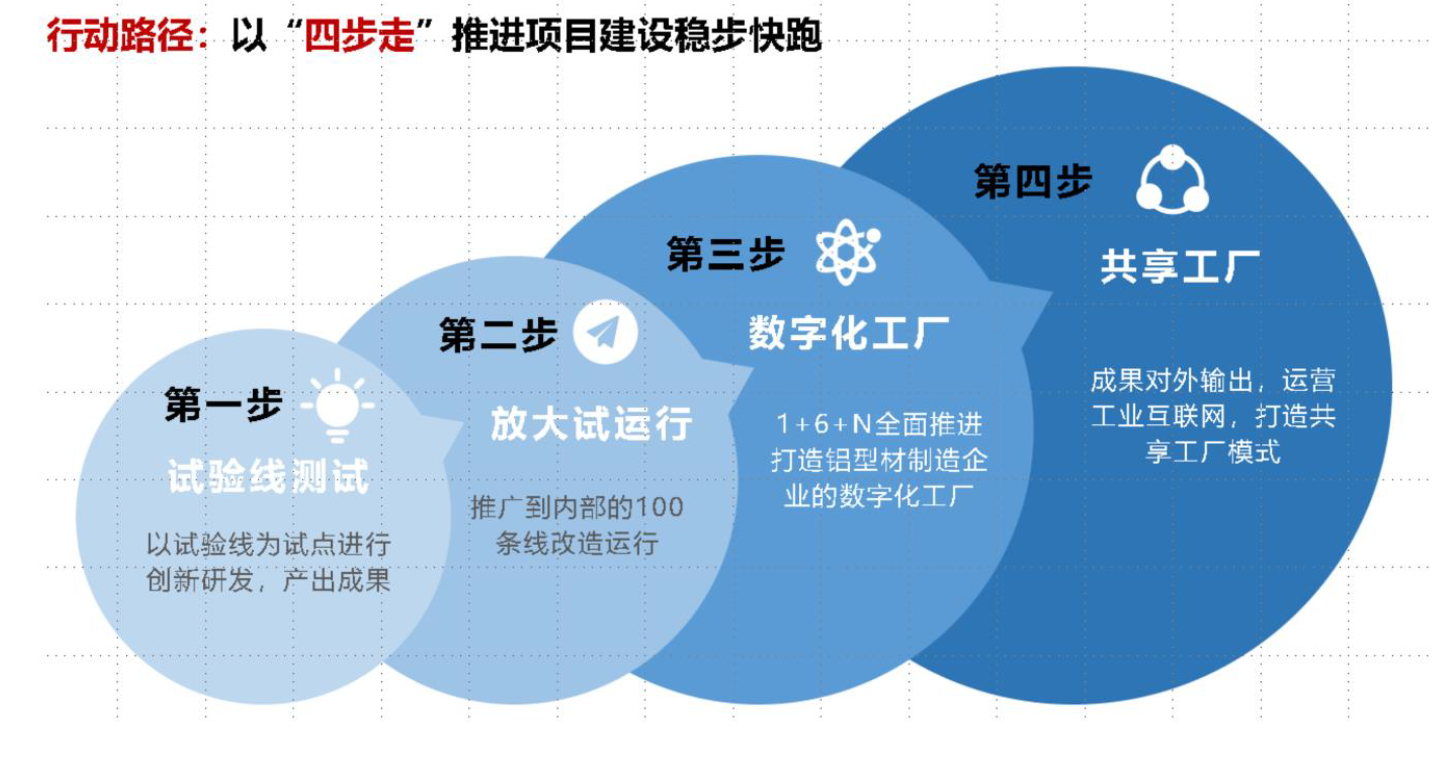 行动路径：以“四步走”推进项目建设稳步快跑
第一步
试验线测试
以试验线为试点进行
创新研发，产出成果
第二步
放大试运行
推广到内部的100
条线改造运行
第三步
数字化工厂
1+6+N全面推进
打造铝型材制造企
业的数字化工厂
第四步
共享工厂
成果对外输出，运营
工业互联网，打造共
享工厂模式